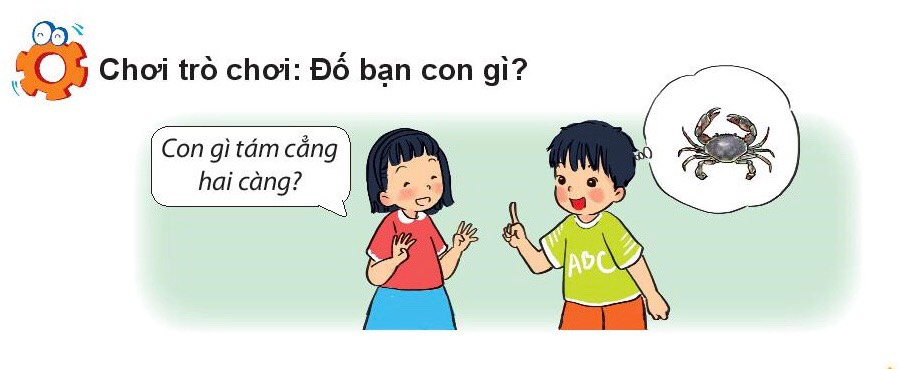 Chơi trò chơi: Đố bạn con gì?
Con gì tám cẳng
hai càng?
ABC